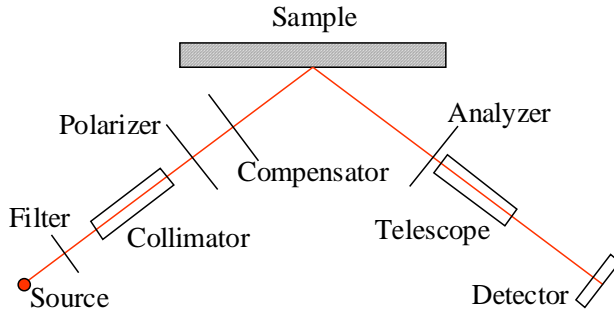 Sample
Polarizer
Analyzer
Compensator
Filter
Collimator
Telescope
Source
Detector